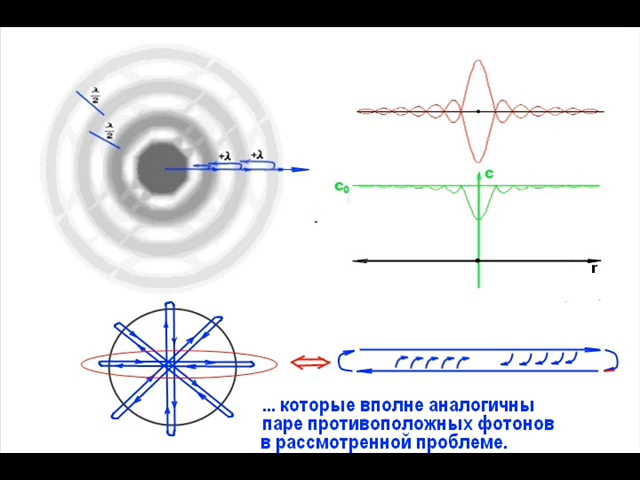 λ/2
λ/2
+λ +λ
c
c₀
r
... которые вполне аналогичны
паре противоположных фотонов
в рассмотренной проблеме.